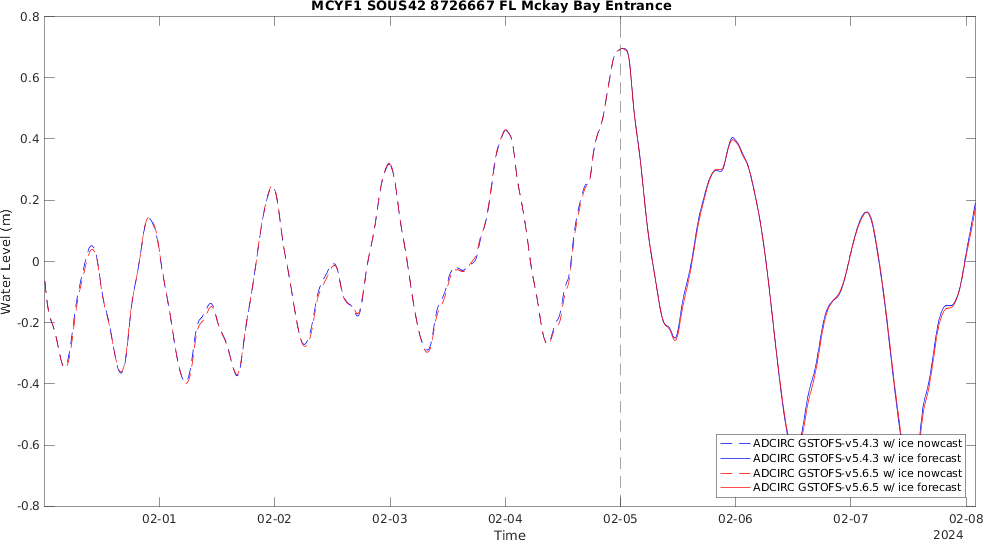 MCYF1 SOUS42 8726667 FL Mckay Bay Entrance
0.8
0.6
0.4
0.2
0
-0.2
-0.4
-0.6
-0.8
Water Level (m)
ADCIRC GSTOFS-v5.4.3 w/ ice nowcast
ADCIRC GSTOFS-v5.4.3 w/ ice forecast
ADCIRC GSTOFS-v5.6.5 w/ ice nowcast
ADCIRC GSTOFS-v5.6.5 w/ ice forecast
02-01 02-02 02-03 02-04 02-05 02-06 02-07 02-08
Time
2024